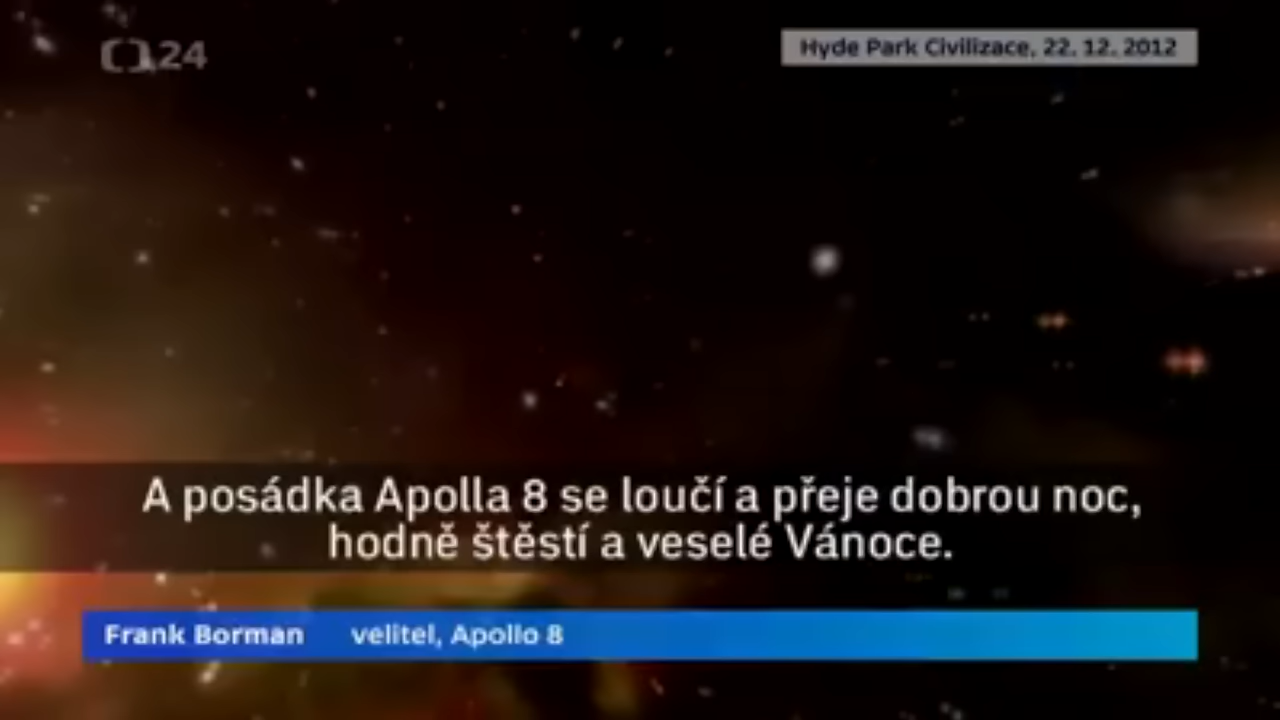 24
Hyde Park Civilizace, 22. 12. 2012
A posádka Apolla 8 se loučí a přeje dobrou noc,
hodně štěstí a veselé Vánoce.
Frank Borman velitel, Apollo 8